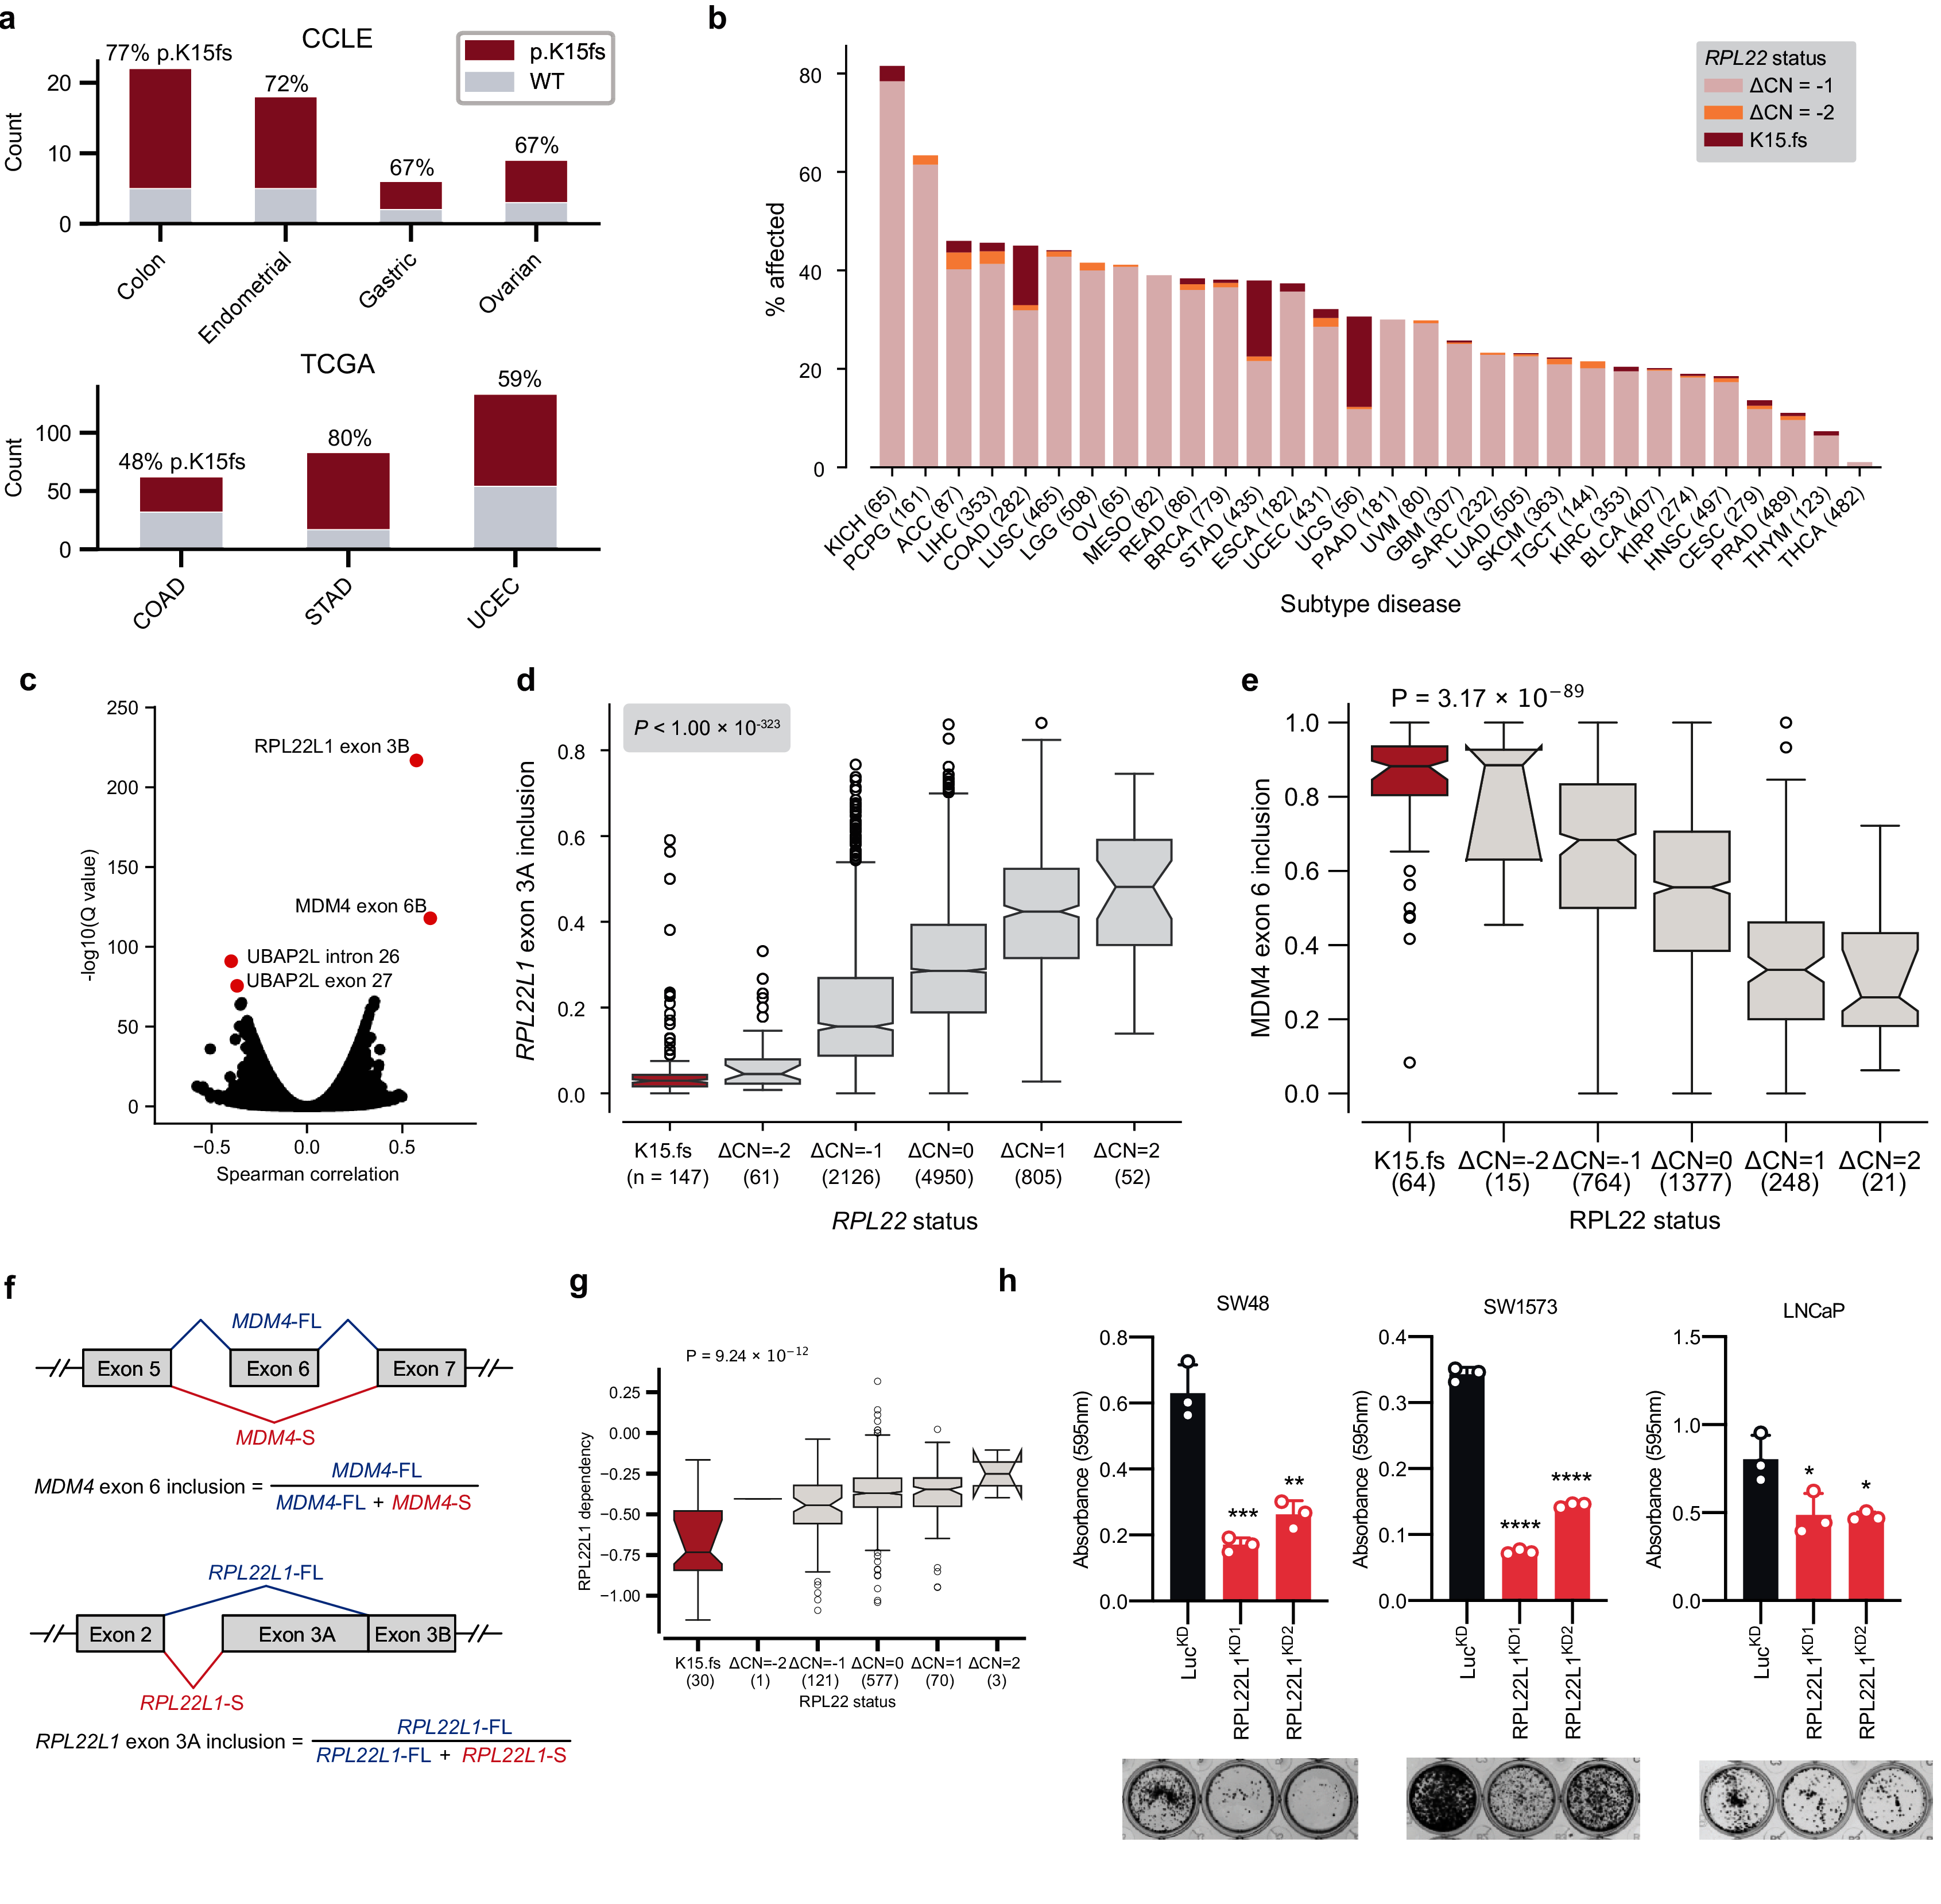 a
CCLE
77% p.K15fs
72%
67%
67%
p.K15fs
WT
Count
20
10
0
Colon
Endometrial
Gastric
Ovarian
TCGA
48% p.K15fs
80%
59%
Count
100
50
0
COAD
STAD
UCEC
b
RPL22 status
ΔCN = -1
ΔCN = -2
K15.fs
% affected
80
60
40
20
0
KICH (65)
PCPG (161)
ACC (87)
LIHC (353)
COAD (282)
LUSC (465)
LGG (508)
OV (65)
MESO (82)
READ (86)
BRCA (779)
STAD (435)
ESCA (182)
UCEC (431)
UCS (56)
PAAD (181)
UVM (80)
GBM (307)
SARC (232)
LUAD (505)
SKCM (363)
TGCT (144)
KIRC (353)
BLCA (407)
KIRP (274)
HNSC (497)
CESC (279)
PRAD (489)
THYM (123)
THCA (482)
Subtype disease
c
-log10(Q value)
250
200
150
100
50
0
RPL22L1 exon 3B
MDM4 exon 6B
UBAP2L intron 26
UBAP2L exon 27
−0.5 0.0 0.5
Spearman correlation
d
P < 1.00 × 10-323
RPL22L1 exon 3A inclusion
0.8
0.6
0.4
0.2
0.0
K15.fs ΔCN=-2 ΔCN=-1 ΔCN=0 ΔCN=1 ΔCN=2
(n = 147) (61) (2126) (4950) (805) (52)
RPL22 status
e
P = 3.17 × 10−89
MDM4 exon 6 inclusion
1.0
0.8
0.6
0.4
0.2
0.0
K15.fs ΔCN=-2 ΔCN=-1 ΔCN=0 ΔCN=1 ΔCN=2
(64) (15) (764) (1377) (248) (21)
RPL22 status
f
MDM4-FL
Exon 5 Exon 6 Exon 7
MDM4-S
MDM4 exon 6 inclusion =
MDM4-FL
MDM4-FL + MDM4-S
RPL22L1-FL
Exon 2 Exon 3A Exon 3B
RPL22L1-S
RPL22L1 exon 3A inclusion =
RPL22L1-FL
RPL22L1-FL + RPL22L1-S
g
P = 9.24 × 10−12
RPL22L1 dependency
0.25
0.00
−0.25
−0.50
−0.75
−1.00
K15.fs ΔCN=-2 ΔCN=-1 ΔCN=0 ΔCN=1 ΔCN=2
(30) (1) (121) (577) (70) (3)
RPL22 status
h
SW48
Absorbance (595nm)
0.8
0.6
0.4
0.2
0.0
***
**
LucKD
RPL22L1KD1
RPL22L1KD2
SW1573
Absorbance (595nm)
0.4
0.3
0.2
0.1
0.0
****
****
LucKD
RPL22L1KD1
RPL22L1KD2
LNCaP
Absorbance (595nm)
1.5
1.0
0.5
0.0
*
*
LucKD
RPL22L1KD1
RPL22L1KD2